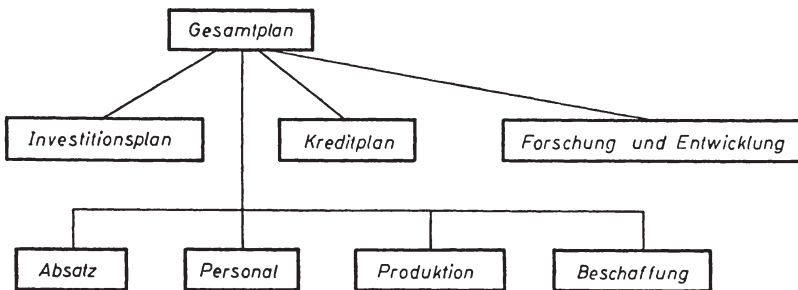 Gesamtplan
Investitionsplan
Kreditplan
Forschung und Entwicklung
Absatz
Personal
Produktion
Beschaffung